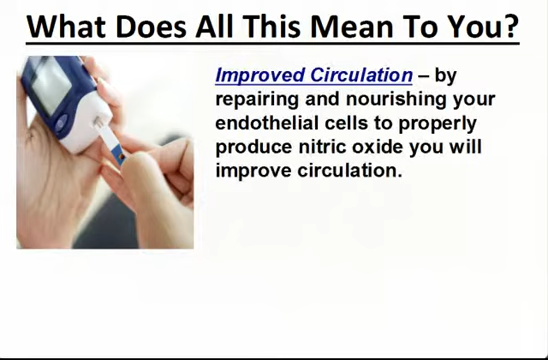 What Does All This Mean To You?
Improved Circulation – by
repairing and nourishing your
endothelial cells to properly
produce nitric oxide you will
improve circulation.